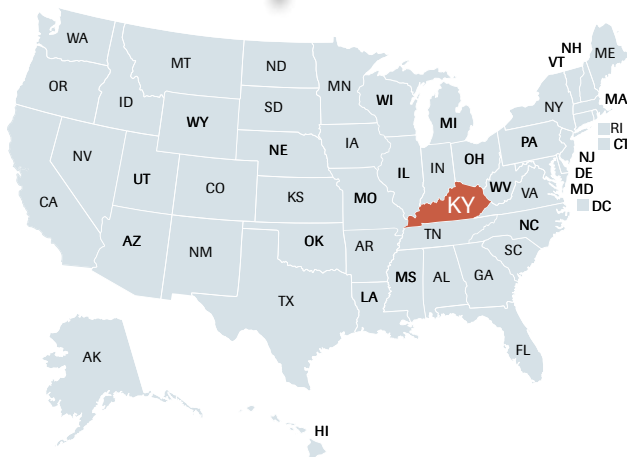 WA
MT
ND
MN
OR
ID
SD
WI
MI
NH
VT
ME
NY
MA
RI
CT
WY
NE
IA
PA
NJ
DE
MD
DC
NV
UT
CO
KS
MO
IL
IN
OH
WV
VA
KY
CA
AZ
NM
OK
AR
TN
NC
SC
TX
LA
MS
AL
GA
FL
AK
HI